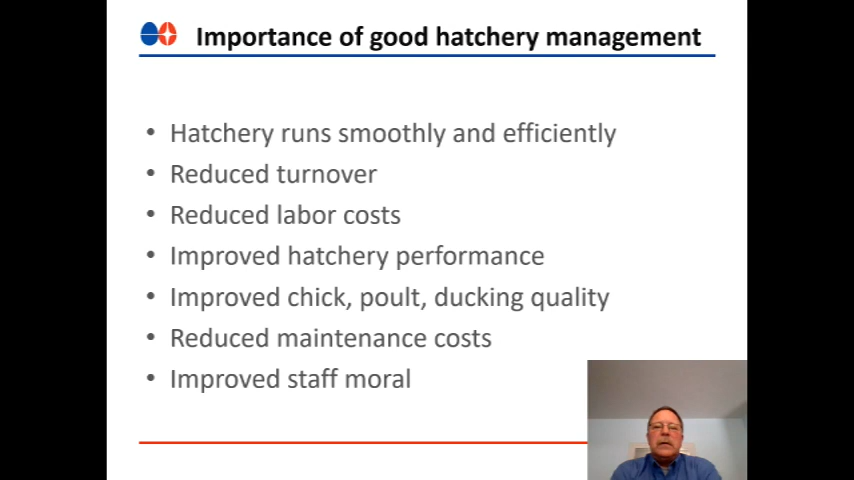 Importance of good hatchery management
• Hatchery runs smoothly and efficiently
• Reduced turnover
• Reduced labor costs
• Improved hatchery performance
• Improved chick, poult, ducking quality
• Reduced maintenance costs
• Improved staff moral